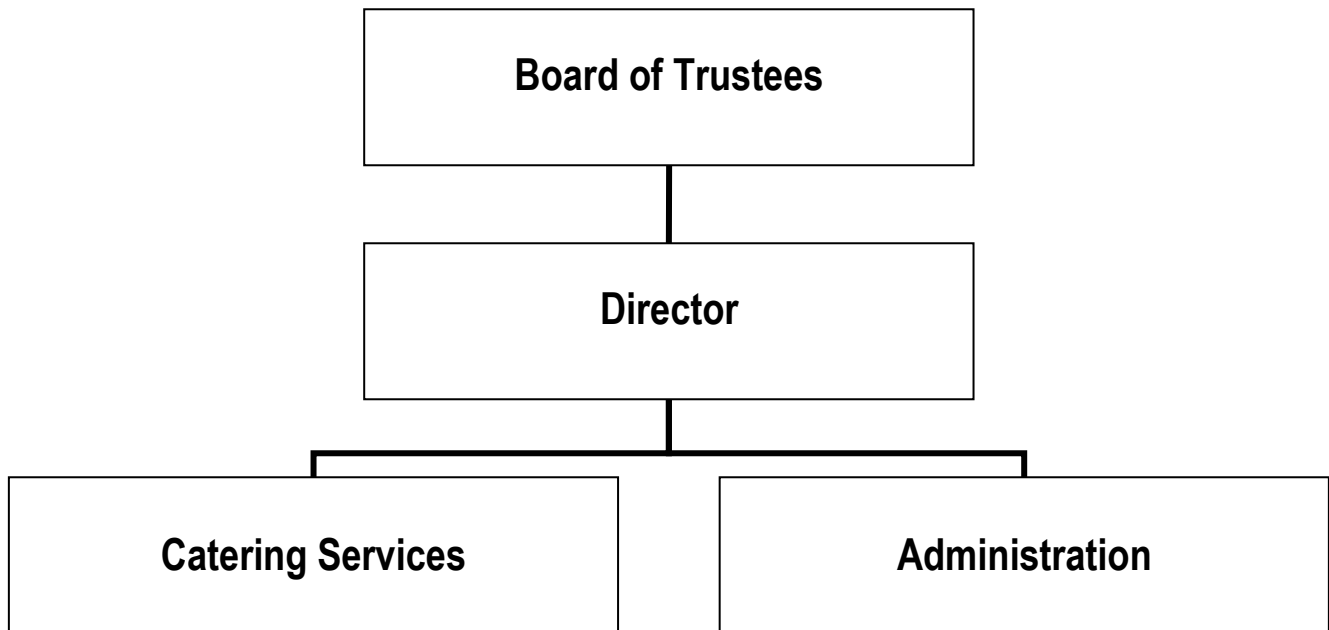 Board of Trustees
Director
Catering Services
Administration